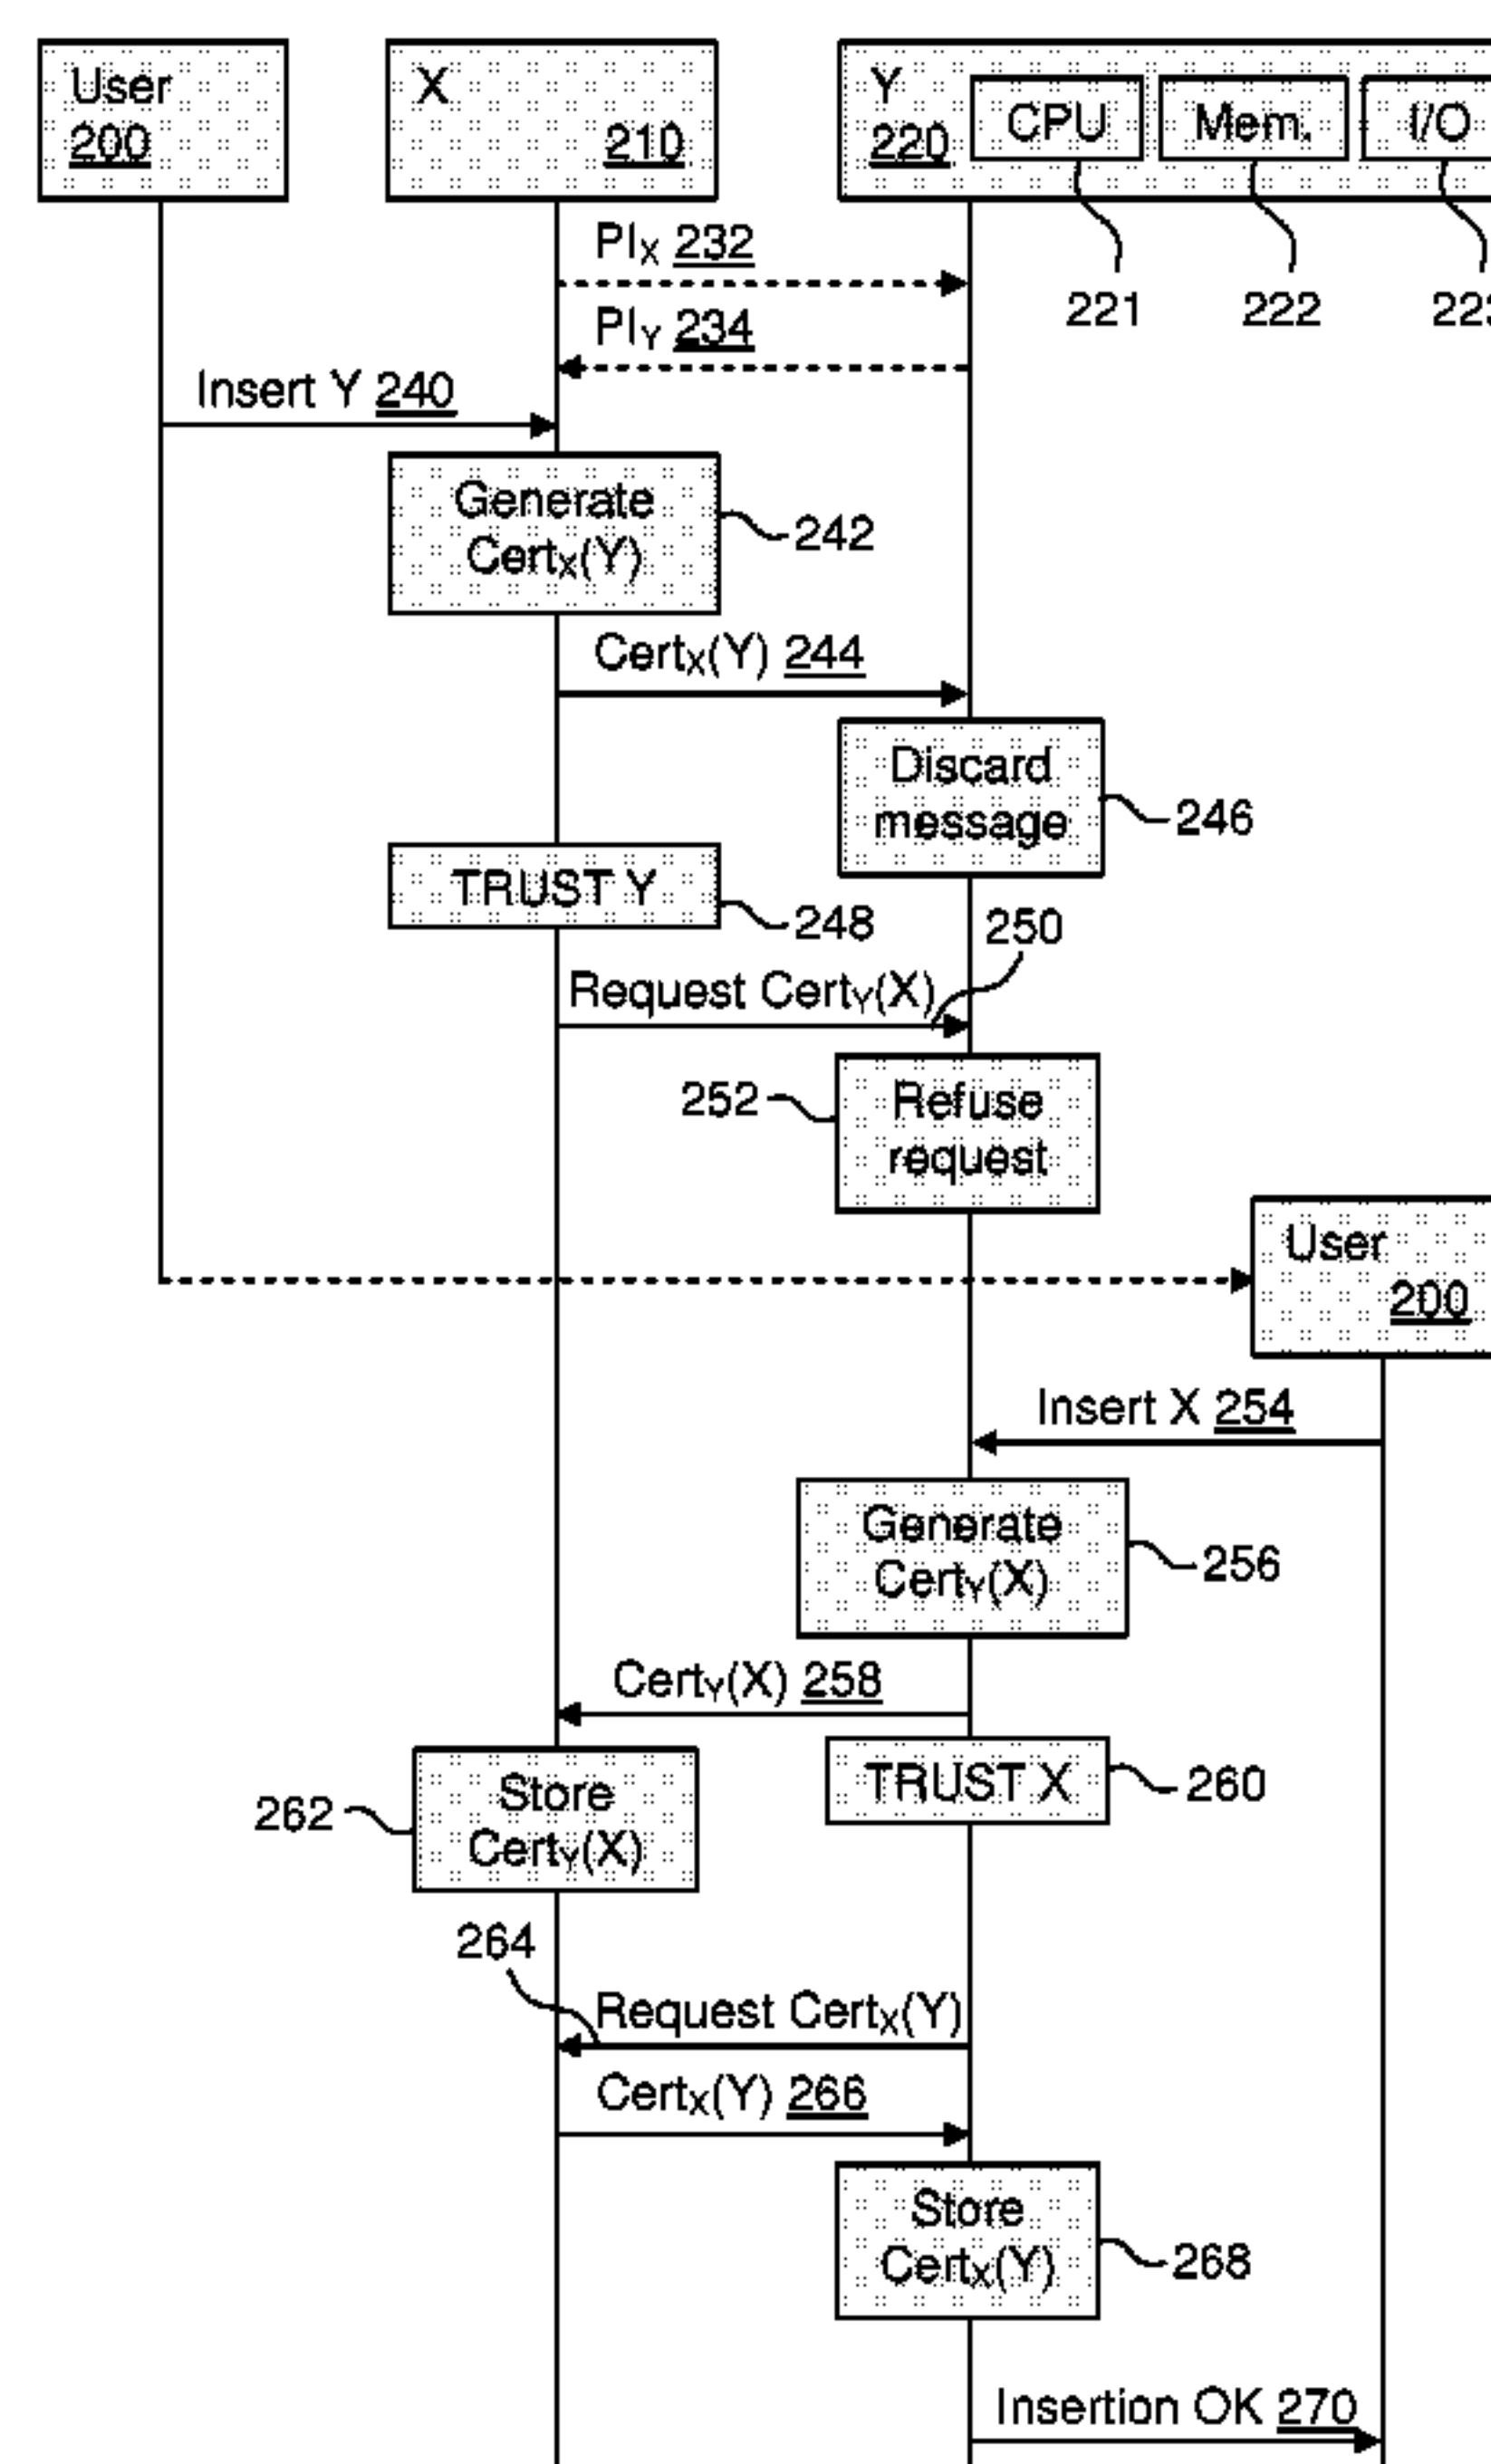 User
200
X
210
Y
220
CPU
Mem.
I/O
221
222
PIX 232
PIY 234
Insert Y 240
Generate
CertX(Y)
242
CertX(Y) 244
Discard
message
246
TRUST Y
248
250
Request CertY(X)
252
Refuse
request
User
200
Insert X 254
Generate
CertY(X)
256
CertY(X) 258
TRUST X
260
262
Store
CertY(X)
264
Request CertX(Y)
CertX(Y) 266
Store
CertX(Y)
268
Insertion OK 270